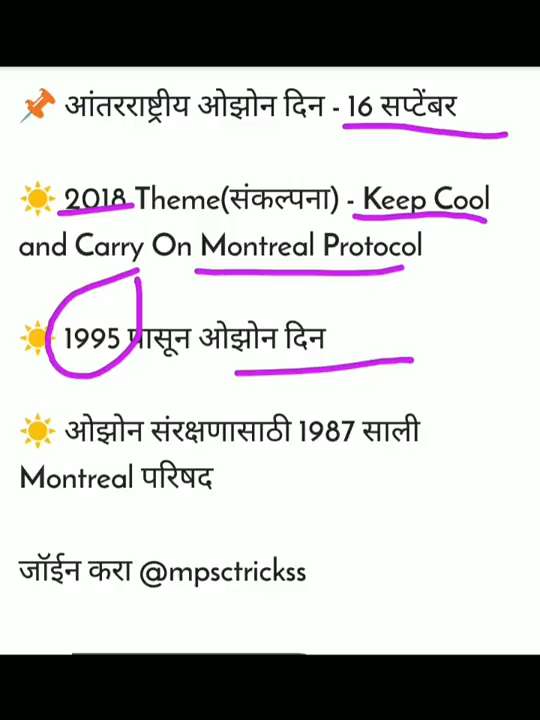 आंतरराष्ट्रीय ओझोन दिन - 16 सप्टेंबर
2018 Theme(संकल्पना) - Keep Cool
and Carry On Montreal Protocol
1995 पासून ओझोन दिन
ओझोन संरक्षणासाठी 1987 साली
Montreal परिषद
जॉईन करा @mpsctrickss